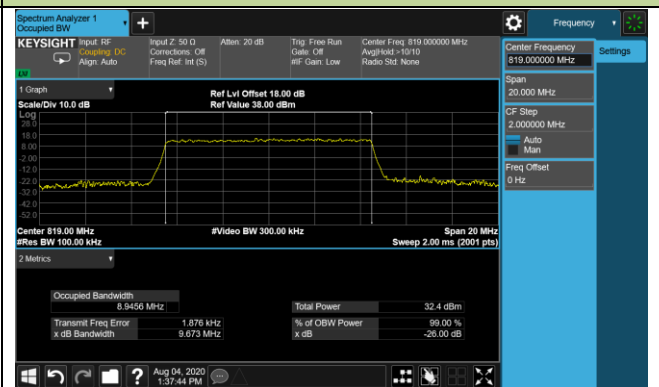 Spectrum Analyzer 1
Occupied BW
+
Frequency
KEYSIGHT
Input: RF
Coupling: DC
Align: Auto
Input Z: 50 Ω
Corrections: Off
Freq Ref: Int (S)
Atten: 20 dB
Trig: Free Run
Gate: Off
#IF Gain: Low
Center Freq: 819.000000 MHz
Avg|Hold:>10/10
Radio Std: None
LW
Center Frequency
819.000000 MHz
Settings
Span
20.000 MHz
CF Step
2.000000 MHz
Auto
Man
Freq Offset
0 Hz
1 Graph
Scale/Div 10.0 dB
Ref Lvl Offset 18.00 dB
Ref Value 38.00 dBm
Log
28.0
18.0
8.00
-2.00
-12.0
-22.0
-32.0
-42.0
-52.0
Center 819.00 MHz
#Res BW 100.00 kHz
#Video BW 300.00 kHz
Span 20 MHz
Sweep 2.00 ms (2001 pts)
2 Metrics
Occupied Bandwidth
8.9456 MHz
Total Power 32.4 dBm
Transmit Freq Error 1.876 kHz
% of OBW Power 99.00 %
x dB Bandwidth 9.673 MHz
x dB -26.00 dB
?
Aug 04, 2020
1:37:44 PM